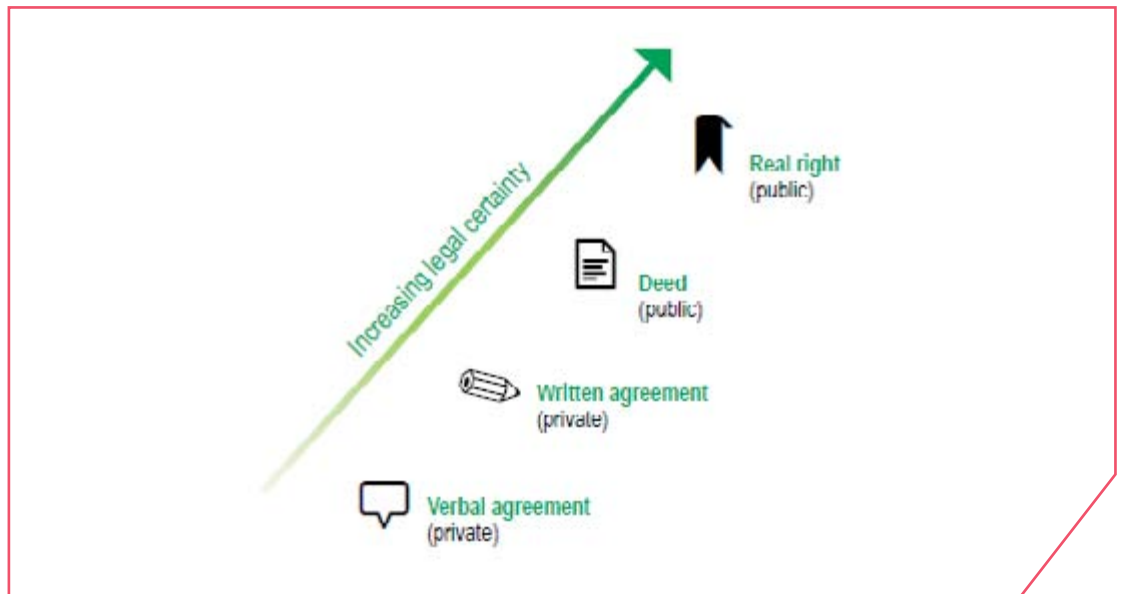 Real right
(public)
Increasing legal certainty
Deed
(public)
Written agreement
(private)
Verbal agreement
(private)